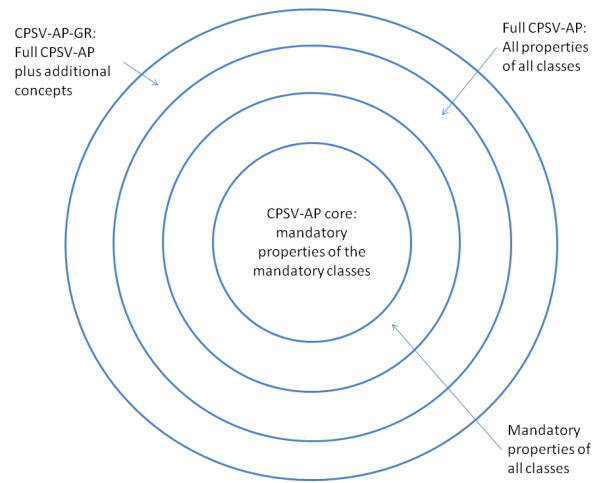 CPSV-AP-GR:
Full CPSV-AP
plus additional
concepts
Full CPSV-AP:
All properties
of all classes
CPSV-AP core:
mandatory
properties of the
mandatory classes
Mandatory
properties of
all classes